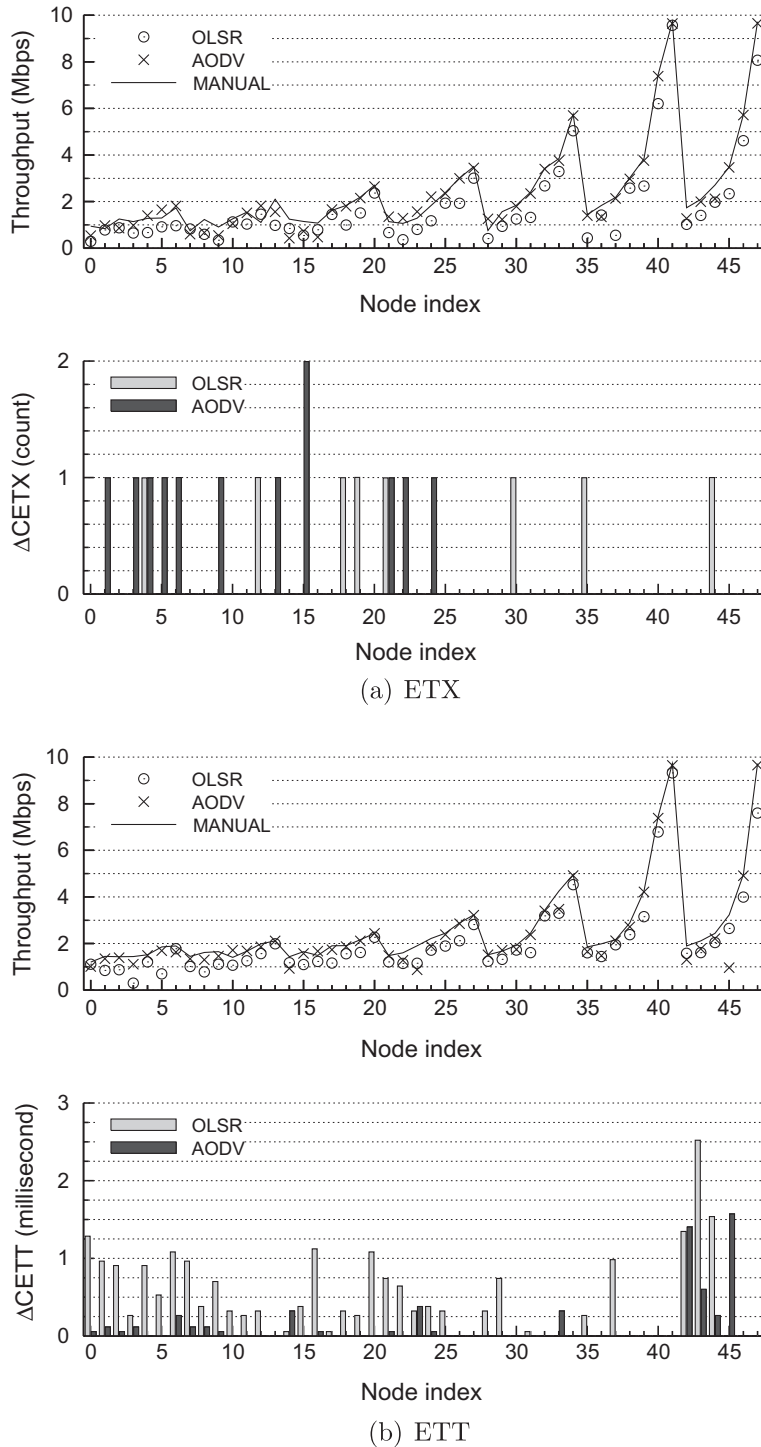 Throughput (Mbps)
10
8
6
4
2
0
OLSR
AODV
MANUAL
0 5 10 15 20 25 30 35 40 45
Node index
ΔCETX (count)
2
1
0
OLSR
AODV
0 5 10 15 20 25 30 35 40 45
Node index
(a) ETX
Throughput (Mbps)
10
8
6
4
2
0
OLSR
AODV
MANUAL
0 5 10 15 20 25 30 35 40 45
Node index
ΔCETT (millisecond)
3
2
1
0
OLSR
AODV
0 5 10 15 20 25 30 35 40 45
Node index
(b) ETT